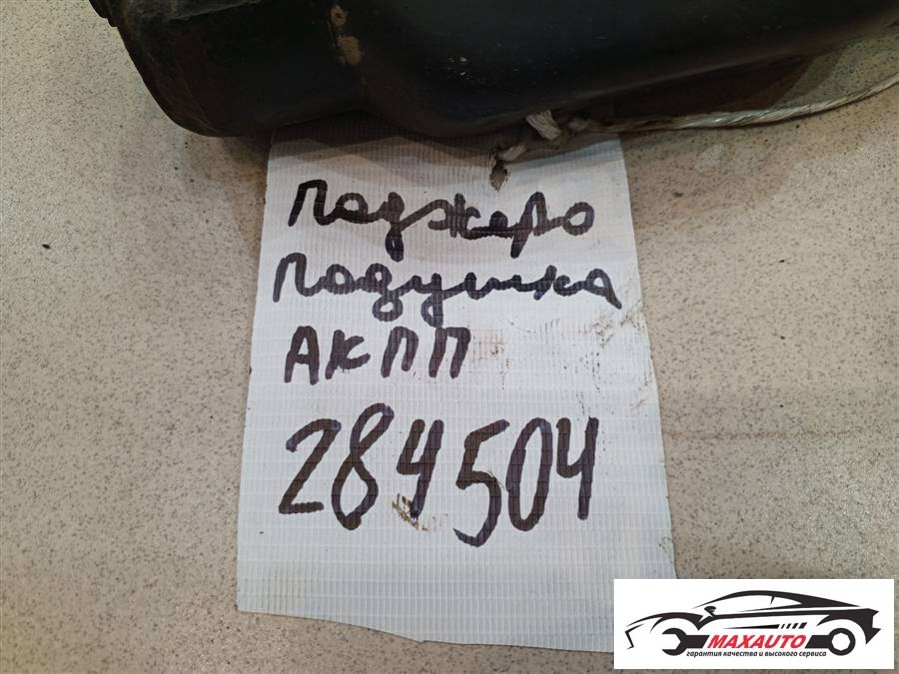 Паджеро
Подушка
АКПП
284504
MAXAUTO
гарантия качества и высокого сервиса